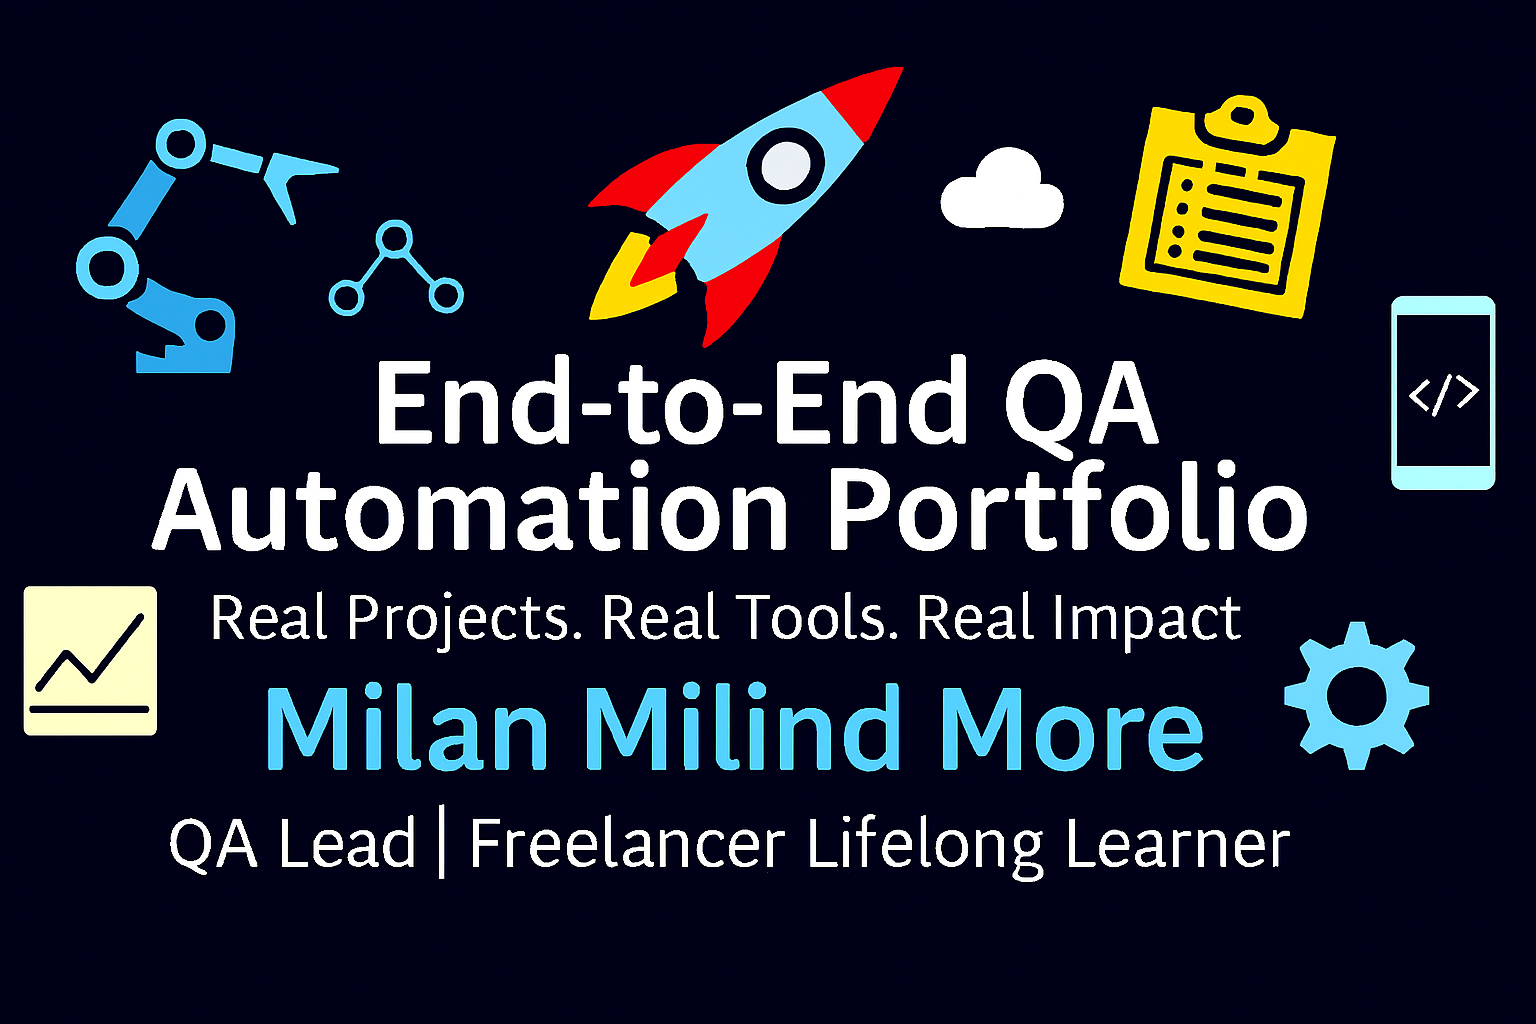 </>
End-to-End QA
Automation Portfolio
Real Projects. Real Tools. Real Impact
Milan Milind More
QA Lead | Freelancer Lifelong Learner